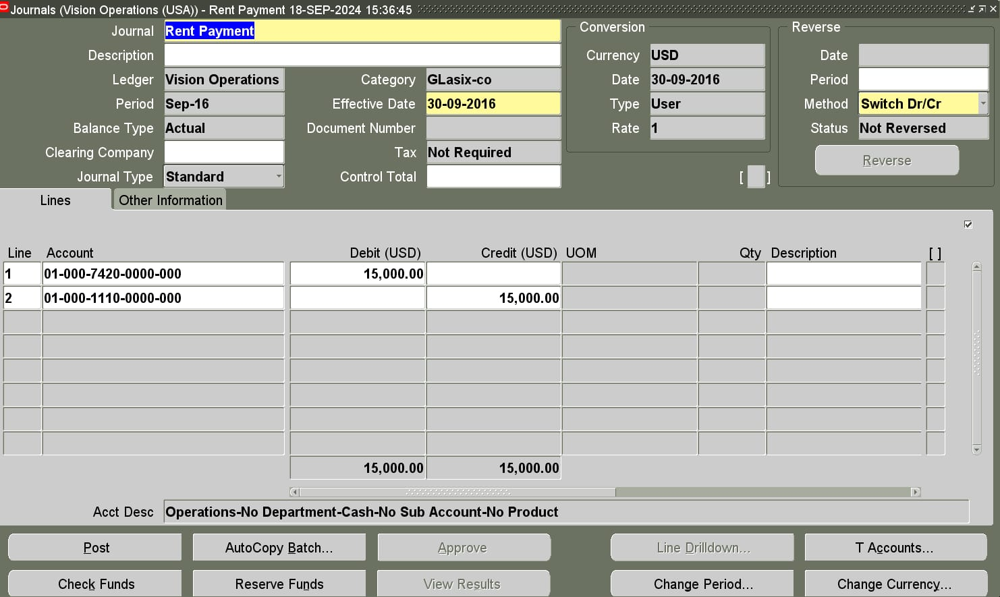 Journals (Vision Operations (USA)) - Rent Payment 18-SEP-2024 15:36:45
Journal Rent Payment
Description
Ledger Vision Operations Category GLasix-co
Period Sep-16 Effective Date 30-09-2016
Balance Type Actual Document Number
Clearing Company Tax Not Required
Journal Type Standard Control Total
Conversion
Currency USD
Date 30-09-2016
Type User
Rate 1
[ ]
Reverse
Date
Period
Method Switch Dr/Cr
Status Not Reversed
Reverse
Lines Other Information
Line Account Debit (USD) Credit (USD) UOM Qty Description [ ]
1 01-000-7420-0000-000 15,000.00
2 01-000-1110-0000-000 15,000.00
15,000.00 15,000.00
Acct Desc Operations-No Department-Cash-No Sub Account-No Product
Post AutoCopy Batch... Approve Line Drilldown... T Accounts...
Check Funds Reserve Funds View Results Change Period... Change Currency...